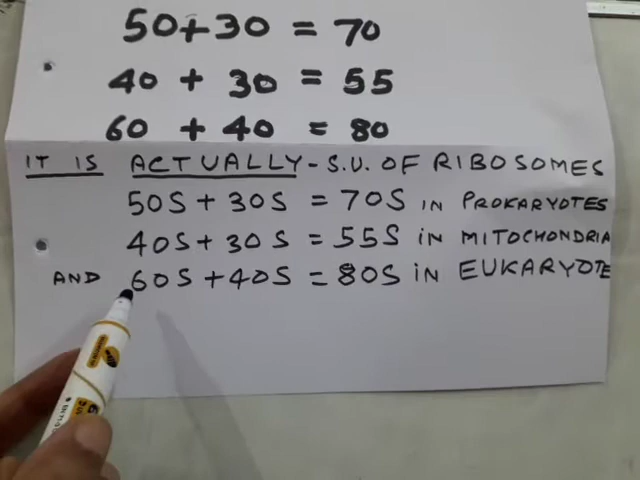 50+30 = 70
40 + 30 = 55
60 + 40 = 80
IT IS ACTUALLY - S.U. OF RIBOSOMES
50S + 30S = 70S IN PROKARYOTES
40S + 30S = 55S IN MITOCHONDRIA
AND 60S + 40S = 80S IN EUKARYOTE